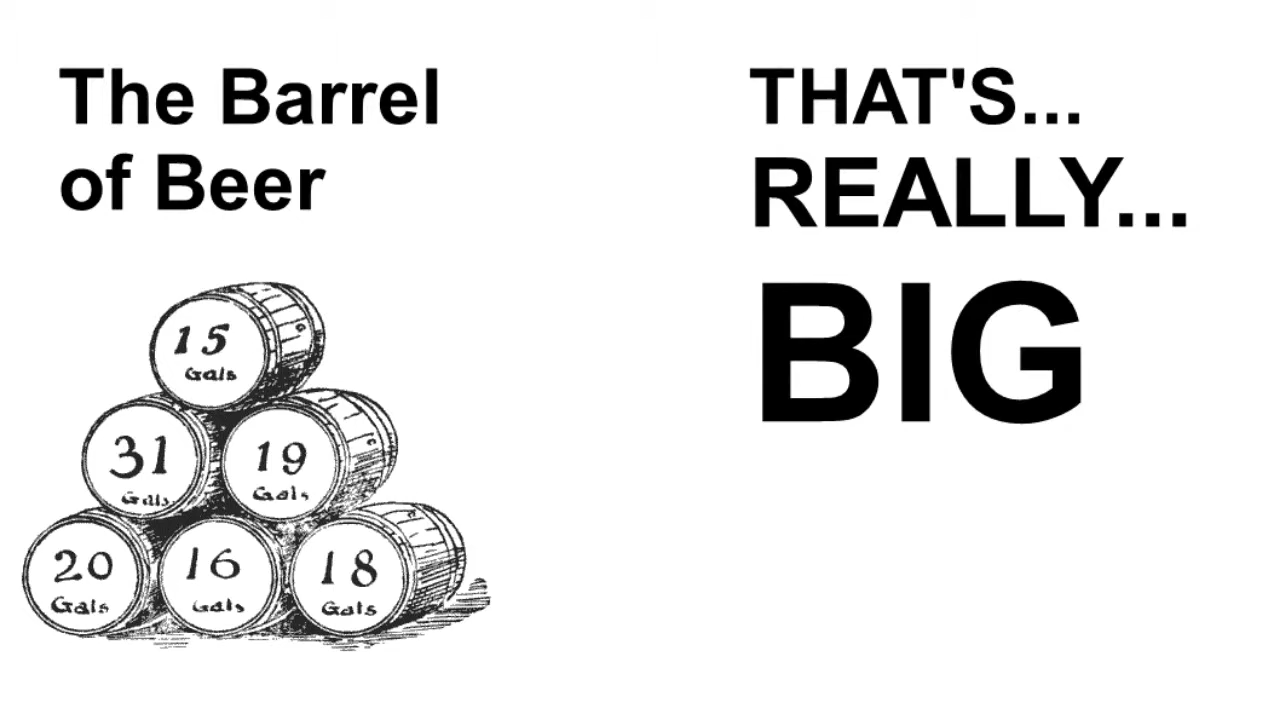 The Barrel
of Beer
THAT'S...
REALLY...
BIG
15
Gals
31
Gals
19
Gals
20
Gals
16
Gals
18
Gals